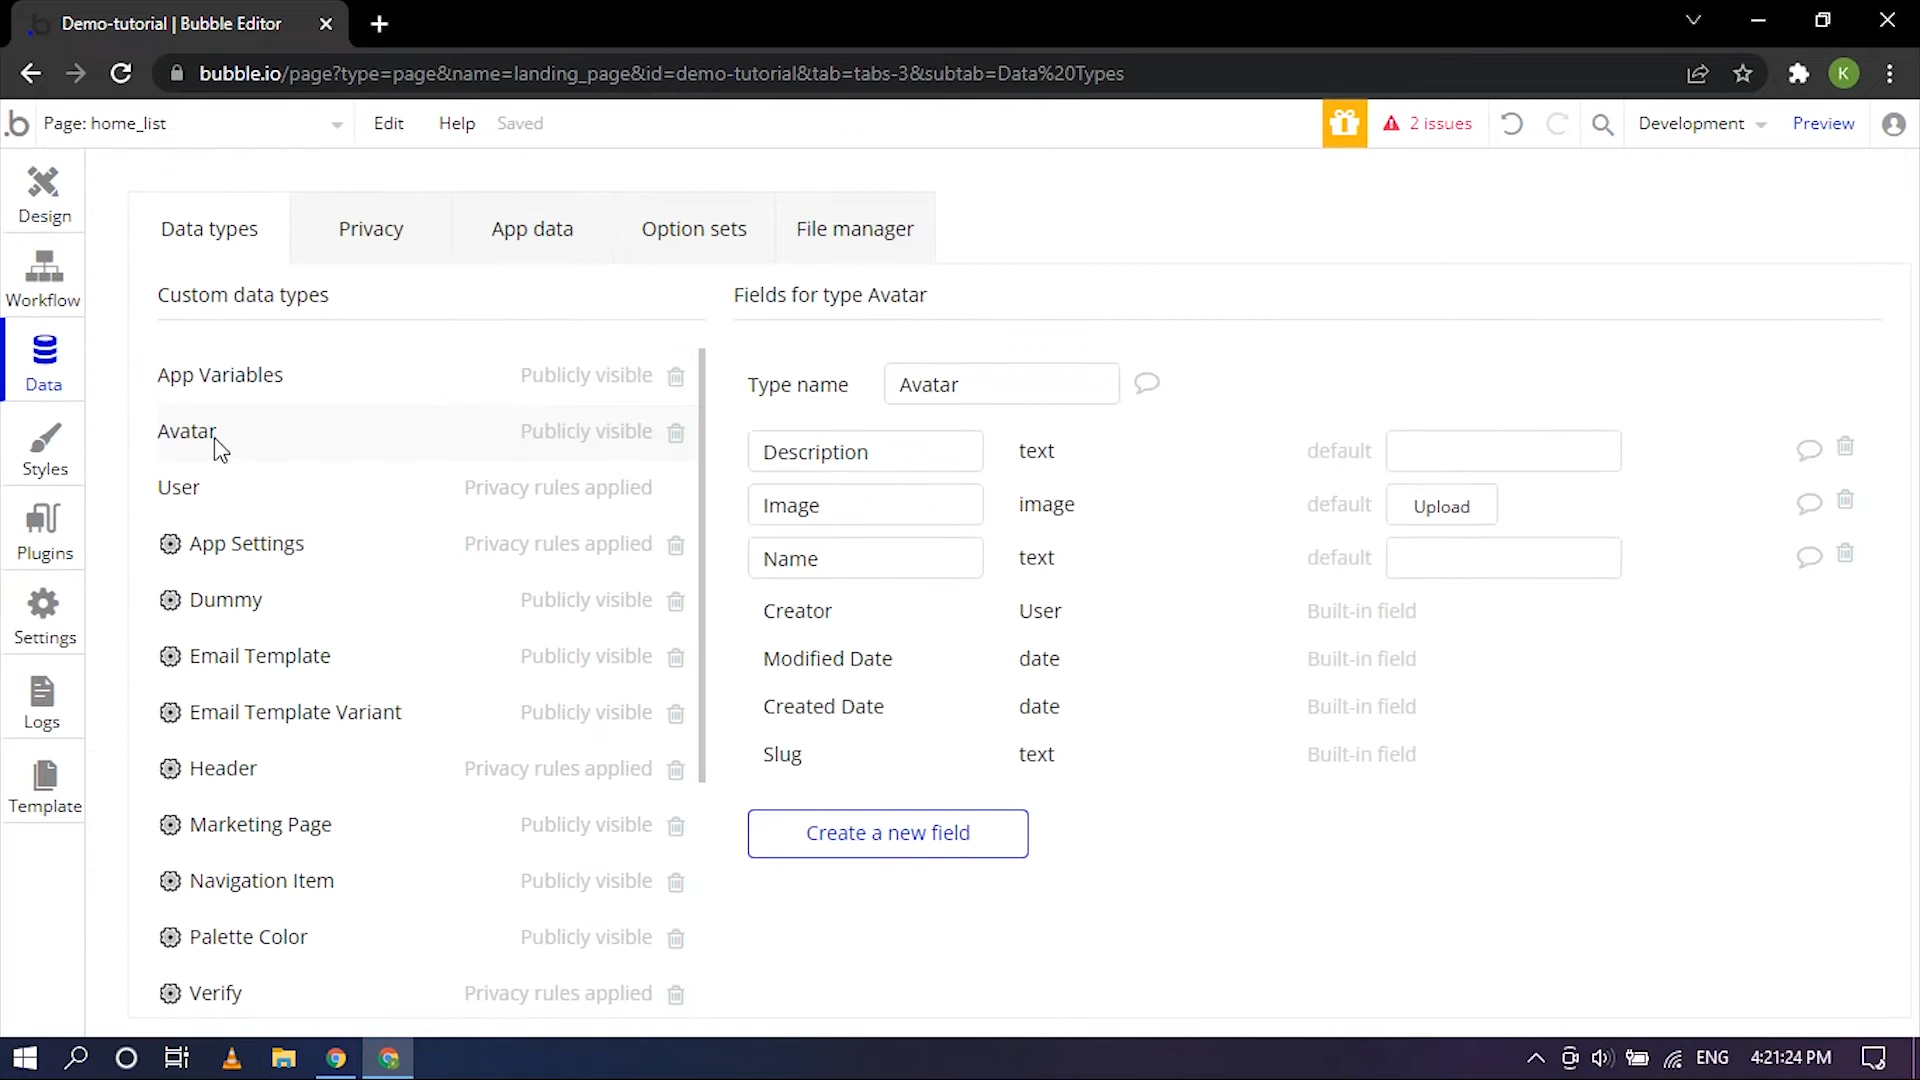 Demo-tutorial | Bubble Editor
bubble.io/page?type=page&name=landing_page&id=demo-tutorial&tab=tabs-3&subtab=Data%20Types
K
.b Page: home_list Edit Help Saved 2 issues Development Preview
Design
Workflow
Data
Styles
Plugins
Settings
Logs
Template
Data types Privacy App data Option sets File manager
Custom data types
App Variables Publicly visible
Avatar Publicly visible
User Privacy rules applied
App Settings Privacy rules applied
Dummy Publicly visible
Email Template Publicly visible
Email Template Variant Publicly visible
Header Privacy rules applied
Marketing Page Publicly visible
Navigation Item Publicly visible
Palette Color Publicly visible
Verify Privacy rules applied
Fields for type Avatar
Type name Avatar
Description text default
Image image default Upload
Name text default
Creator User Built-in field
Modified Date date Built-in field
Created Date date Built-in field
Slug text Built-in field
Create a new field
ENG 4:21:24 PM